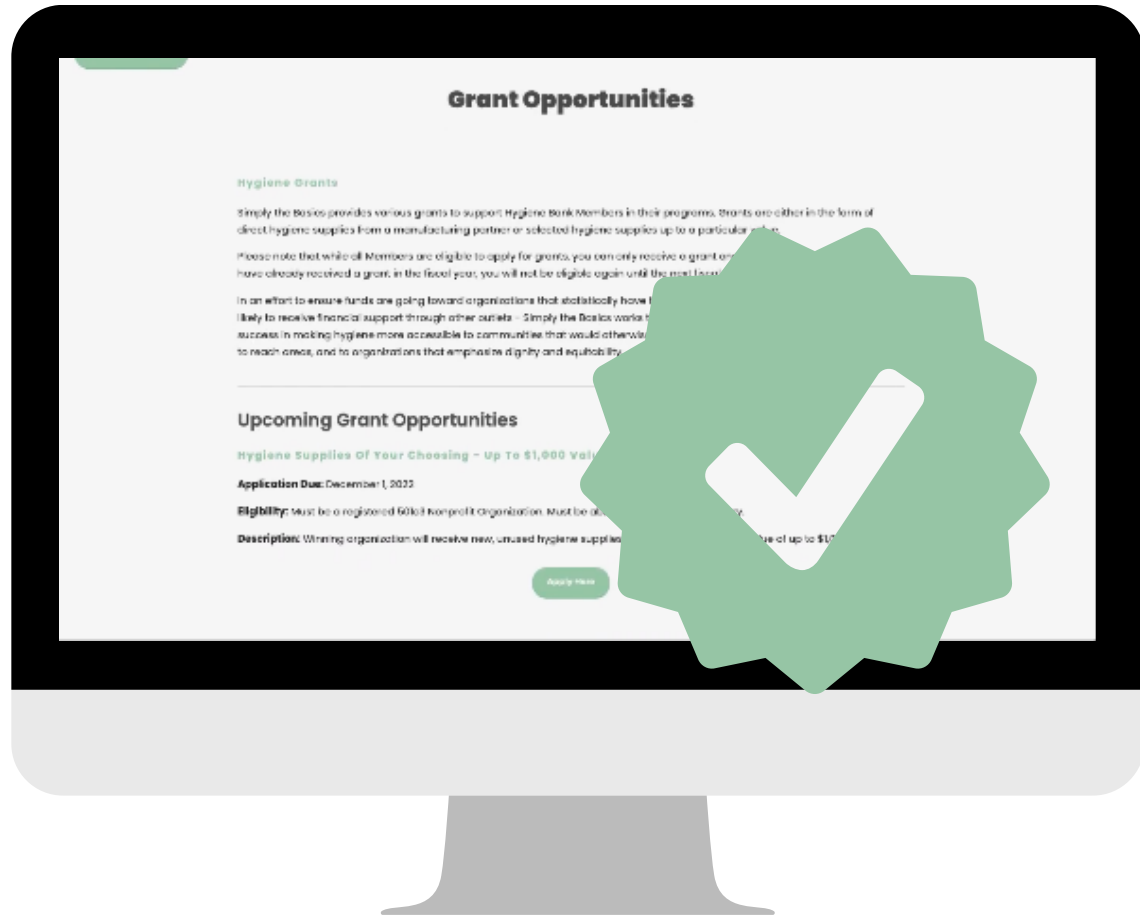 Grant Opportunities
Hygiene Grants
Simply the Basics provides various grants to support Hygiene Bank Members in their programs. Grants are either in the form of
direct hygiene supplies from a manufacturing partner or selected hygiene supplies up to a particular value.
Please note that while all Members are eligible to apply for grants, you can only receive a grant
have already received a grant in the fiscal year, you will not be eligible again until the next fiscal
In an effort to ensure funds are going toward organizations that statistically have
likely to receive financial support through other outlets - Simply the Basics works
success in making hygiene more accessible to communities that would otherwise
to reach areas, and to organizations that emphasize dignity and equitability.
Upcoming Grant Opportunities
Hygiene Supplies Of Your Choosing - Up To $1,000
Application Due: December 1, 2022
Eligibility: Must be a registered 501c3 Nonprofit Organization. Must be
Description: Winning organization will receive new, unused hygiene supplies of up to
Apply Here